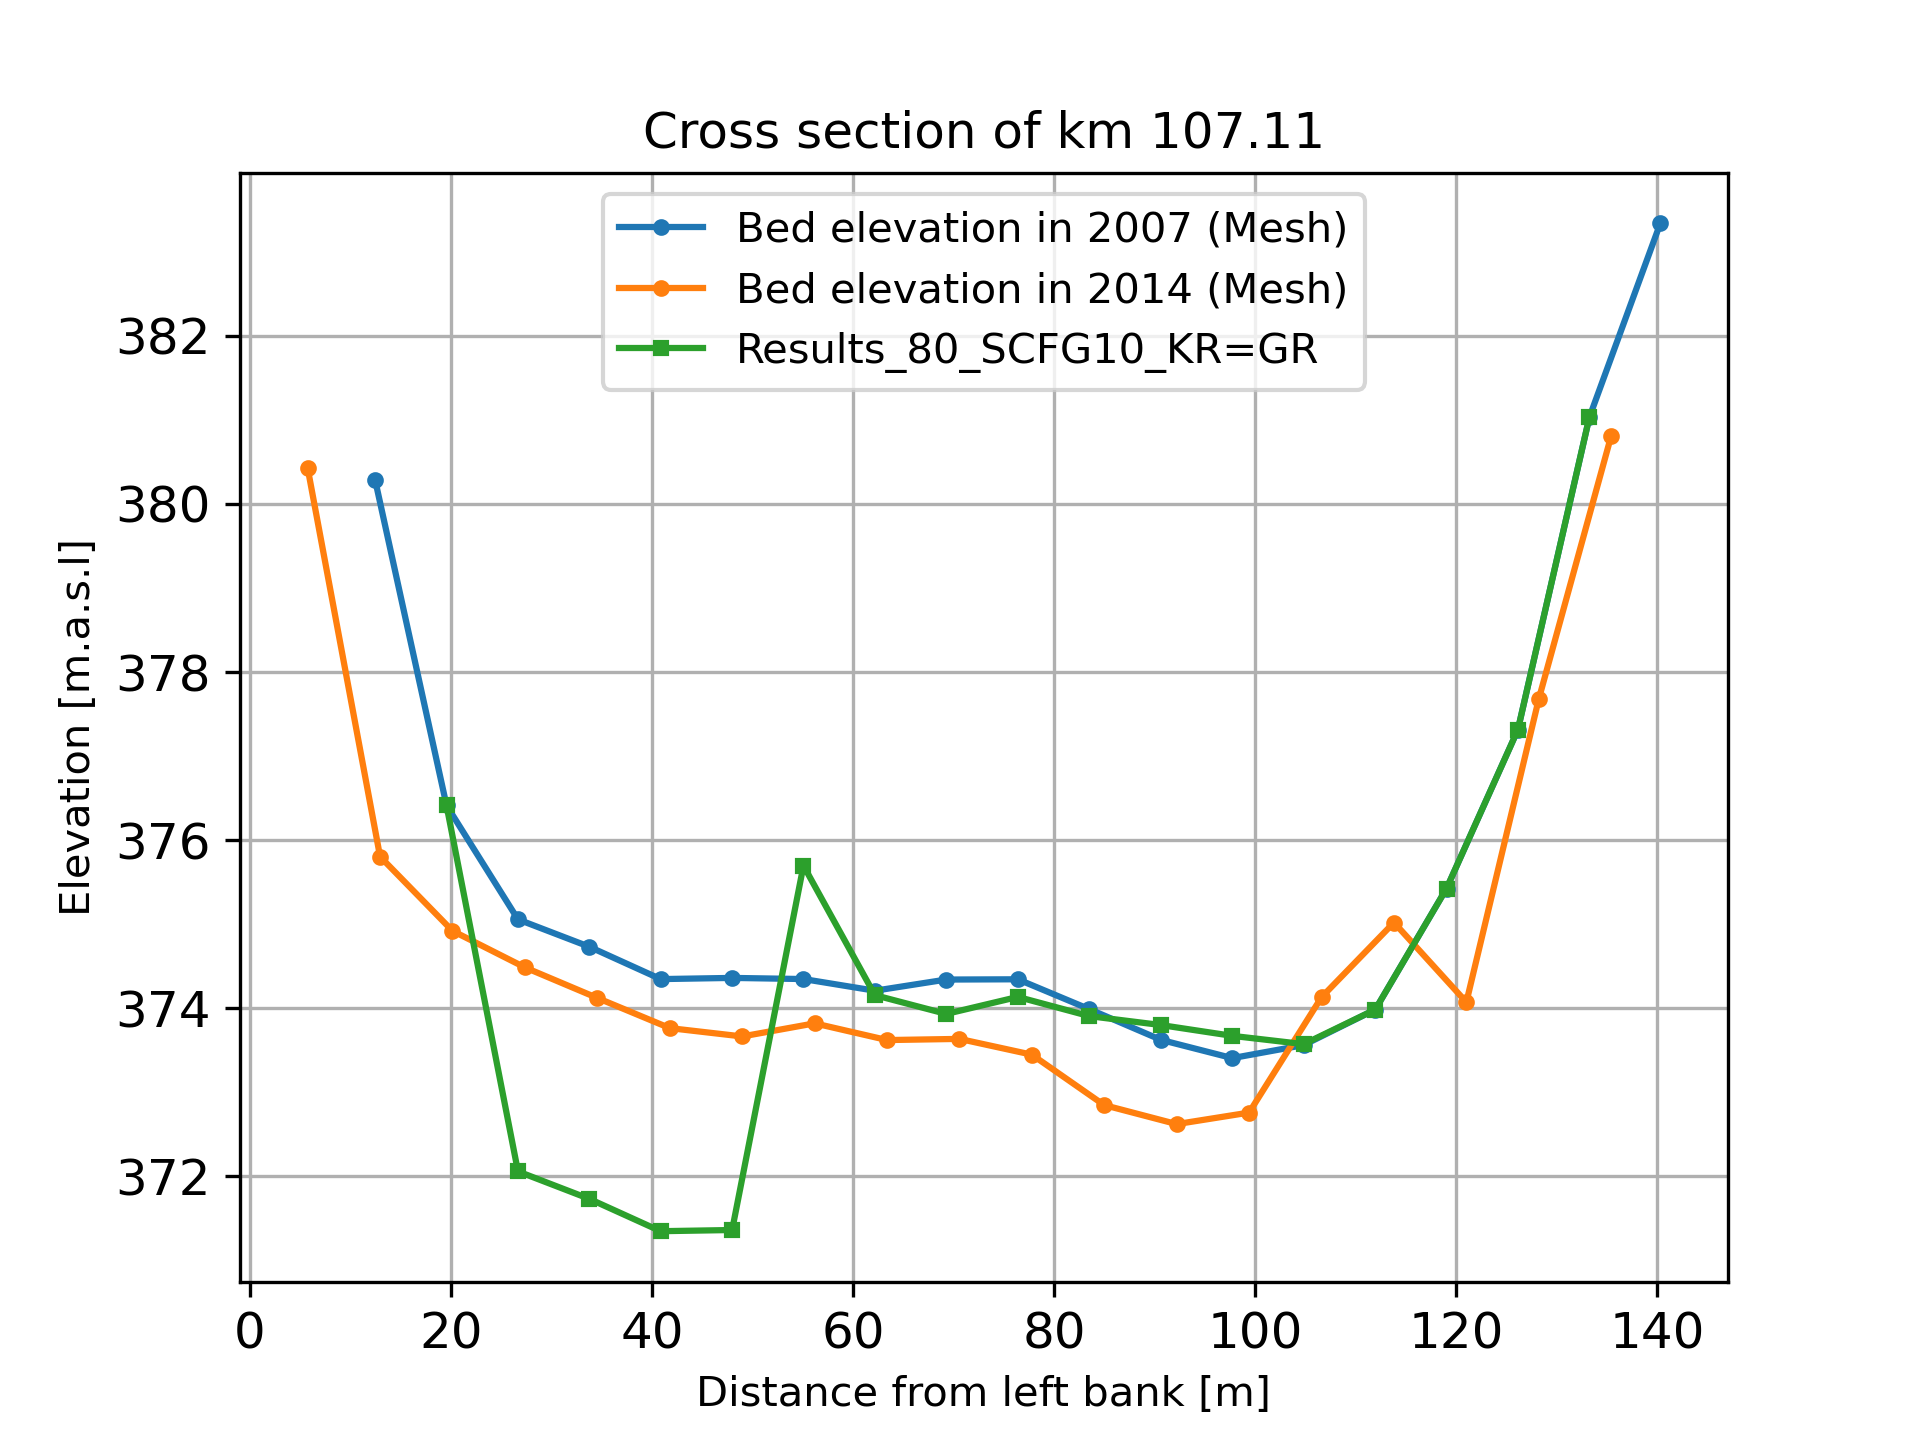 Cross section of km 107.11
Bed elevation in 2007 (Mesh)
Bed elevation in 2014 (Mesh)
Results_80_SCFG10_KR=GR
382
380
378
376
374
372
Elevation [m.a.s.l]
0 20 40 60 80 100 120 140
Distance from left bank [m]